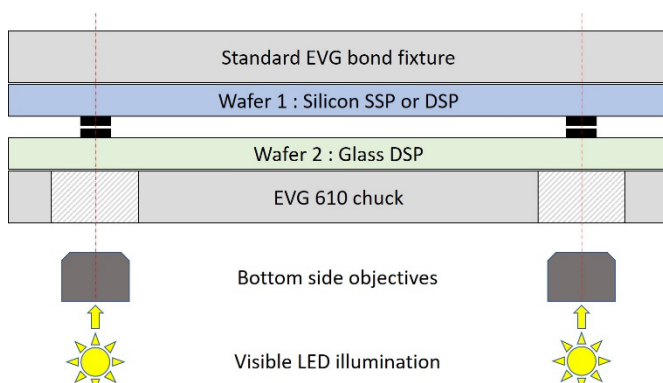 Standard EVG bond fixture
Wafer 1 : Silicon SSP or DSP
Wafer 2 : Glass DSP
EVG 610 chuck
Bottom side objectives
Visible LED illumination